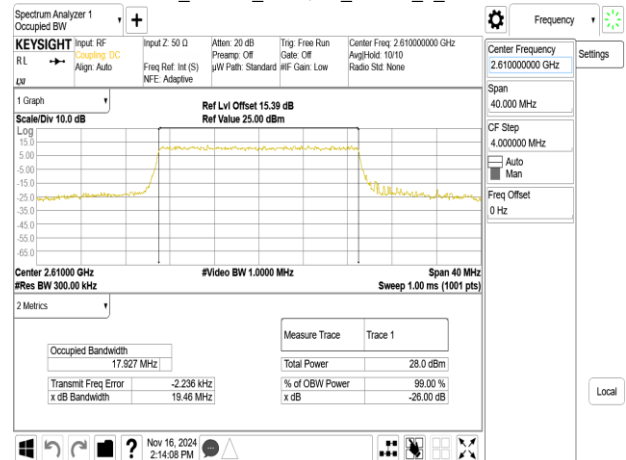 Spectrum Analyzer 1
Occupied BW
Frequency
KEYSIGHT
Input: RF
Coupling: DC
Align: Auto
Input Z: 50 Ω
Freq Ref: Int (S)
NFE: Adaptive
Atten: 20 dB
Preamp: Off
µW Path: Standard
Trig: Free Run
Gate: Off
#IF Gain: Low
Center Freq: 2.610000000 GHz
Avg|Hold: 10/10
Radio Std: None
RL
LXI
Center Frequency
2.610000000 GHz
Settings
Span
40.000 MHz
CF Step
4.000000 MHz
Auto
Man
Freq Offset
0 Hz
1 Graph
Ref Lvl Offset 15.39 dB
Scale/Div 10.0 dB
Ref Value 25.00 dBm
Log
15.0
5.00
-5.00
-15.0
-25.0
-35.0
-45.0
-55.0
-65.0
Center 2.61000 GHz
#Video BW 1.0000 MHz
Span 40 MHz
#Res BW 300.00 kHz
Sweep 1.00 ms (1001 pts)
2 Metrics
Measure Trace
Trace 1
Occupied Bandwidth
17.927 MHz
Total Power
28.0 dBm
Transmit Freq Error
-2.236 kHz
% of OBW Power
99.00 %
x dB Bandwidth
19.46 MHz
x dB
-26.00 dB
Local
Nov 16, 2024
2:14:08 PM